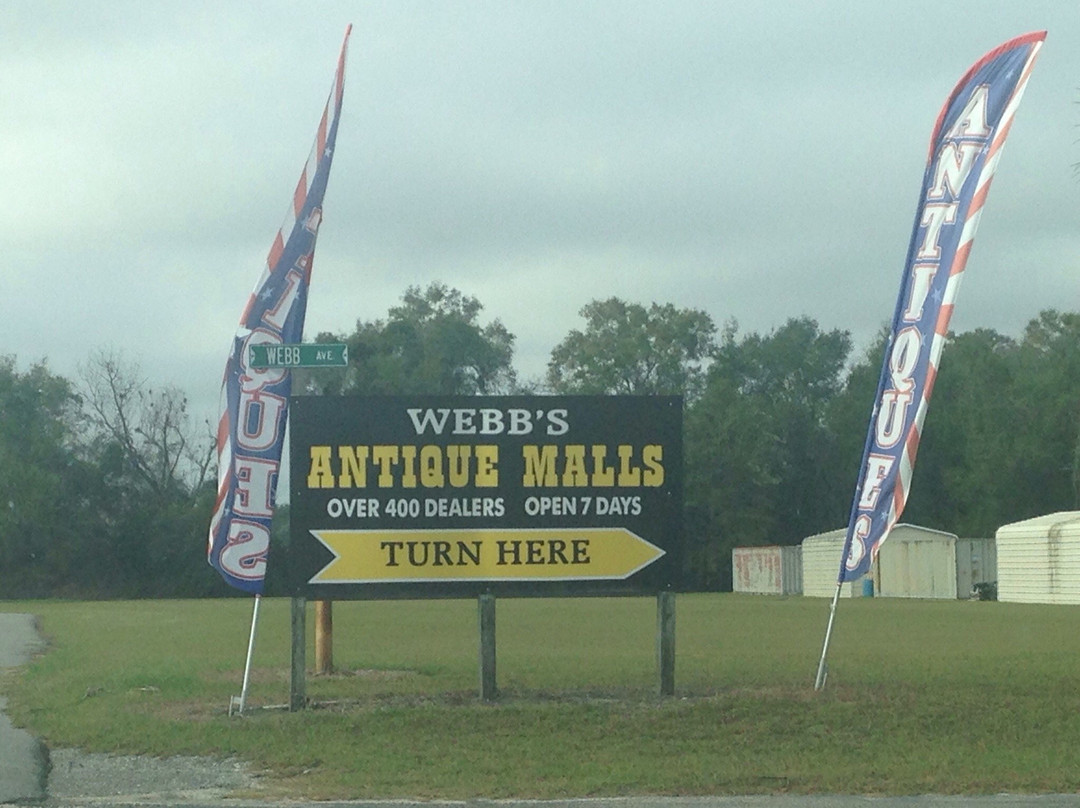 WEBB AVE
WEBB'S
ANTIQUE MALLS
OVER 400 DEALERS OPEN 7 DAYS
TURN HERE
ANTIQUES